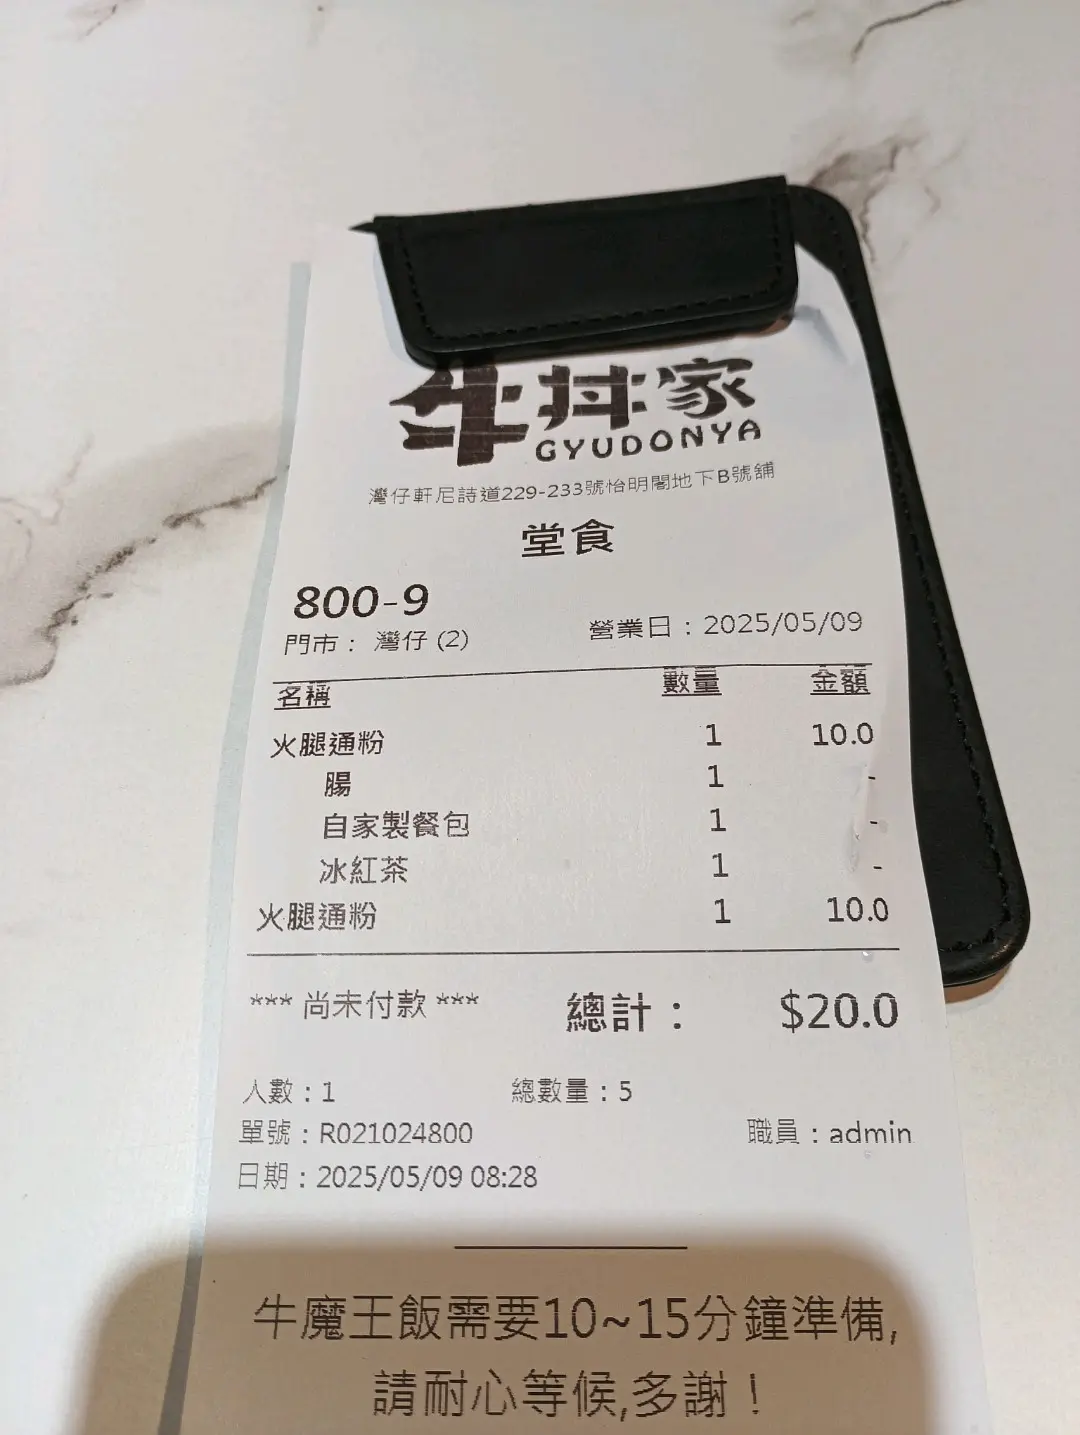 牛丼家
GYUDONYA
灣仔軒尼詩道229-233號怡明閣地下B號舖
堂食
800-9
門市： 灣仔 (2) 營業日：2025/05/09
名稱 數量 金額
火腿通粉 1 10.0
腸 1 -
自家製餐包 1 -
冰紅茶 1 -
火腿通粉 1 10.0
*** 尚未付款 *** 總計： $20.0
人數：1 總數量：5
單號：R021024800 職員：admin
日期：2025/05/09 08:28
牛魔王飯需要10~15分鐘準備,
請耐心等候,多謝！